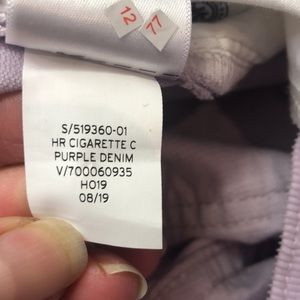 12
77
S/519360-01
HR CIGARETTE C
PURPLE DENIM
V/700060935
HO19
08/19